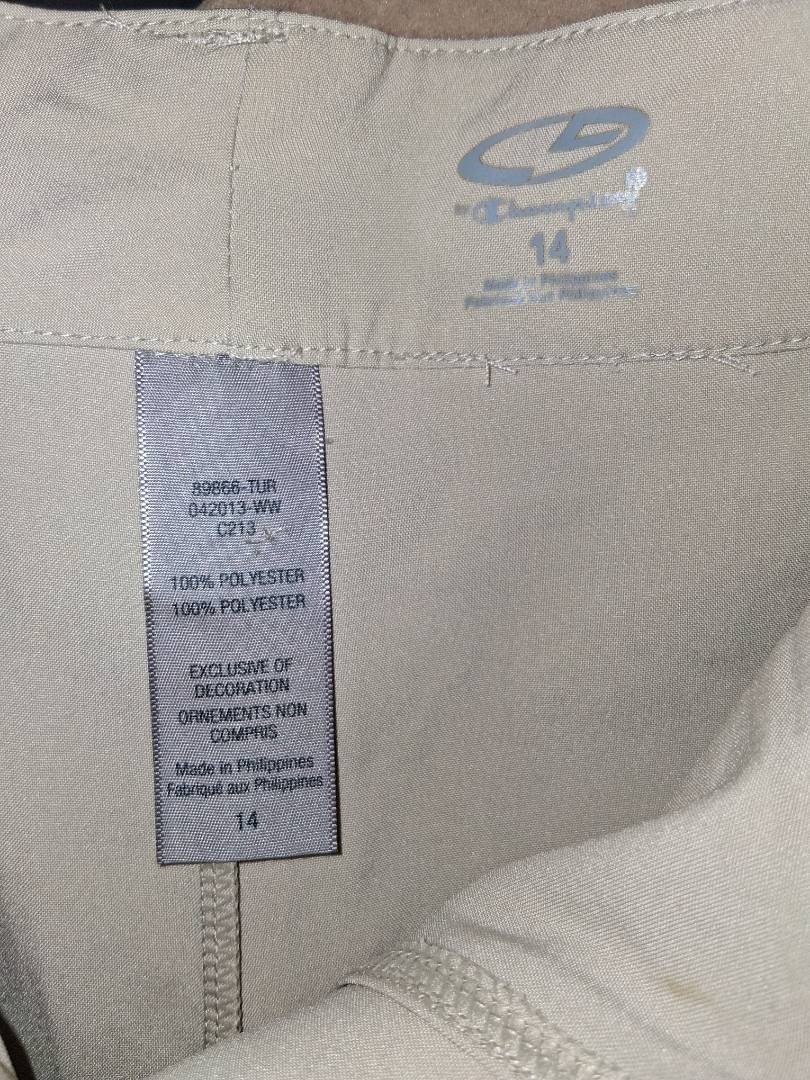 by Champion
14
Made in Philippines
Fabriqué aux Philippines
89866-TUR
042013-WW
C213
100% POLYESTER
100% POLYESTER
EXCLUSIVE OF
DECORATION
ORNEMENTS NON
COMPRIS
Made in Philippines
Fabriqué aux Philippines
14